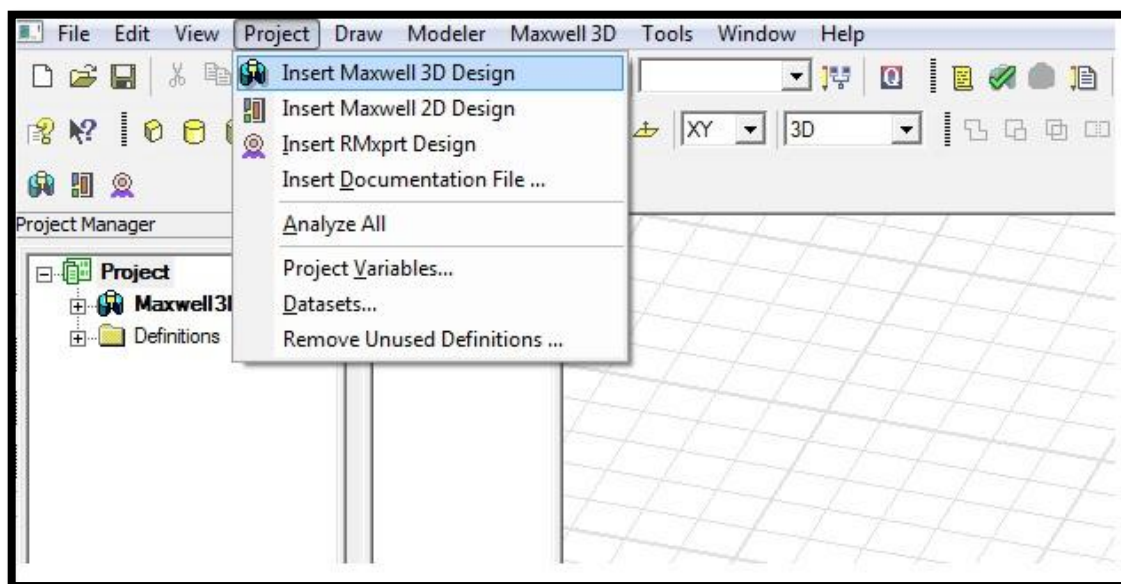 File Edit View Project Draw Modeler Maxwell 3D Tools Window Help
Insert Maxwell 3D Design
Insert Maxwell 2D Design
Insert RMxprt Design
Insert Documentation File ...
Analyze All
Project Variables...
Datasets...
Remove Unused Definitions ...
XY 3D
Project Manager
Project
Maxwell3
Definitions